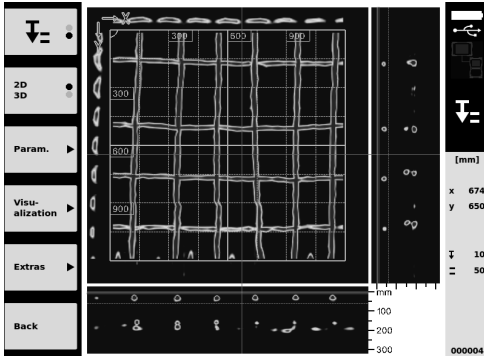 2D
3D
Param.
Visu-
alization
Extras
Back
X
Y
300
600
900
300
600
900
mm
100
200
300
[mm]
x 674
y 650
10
50
000004